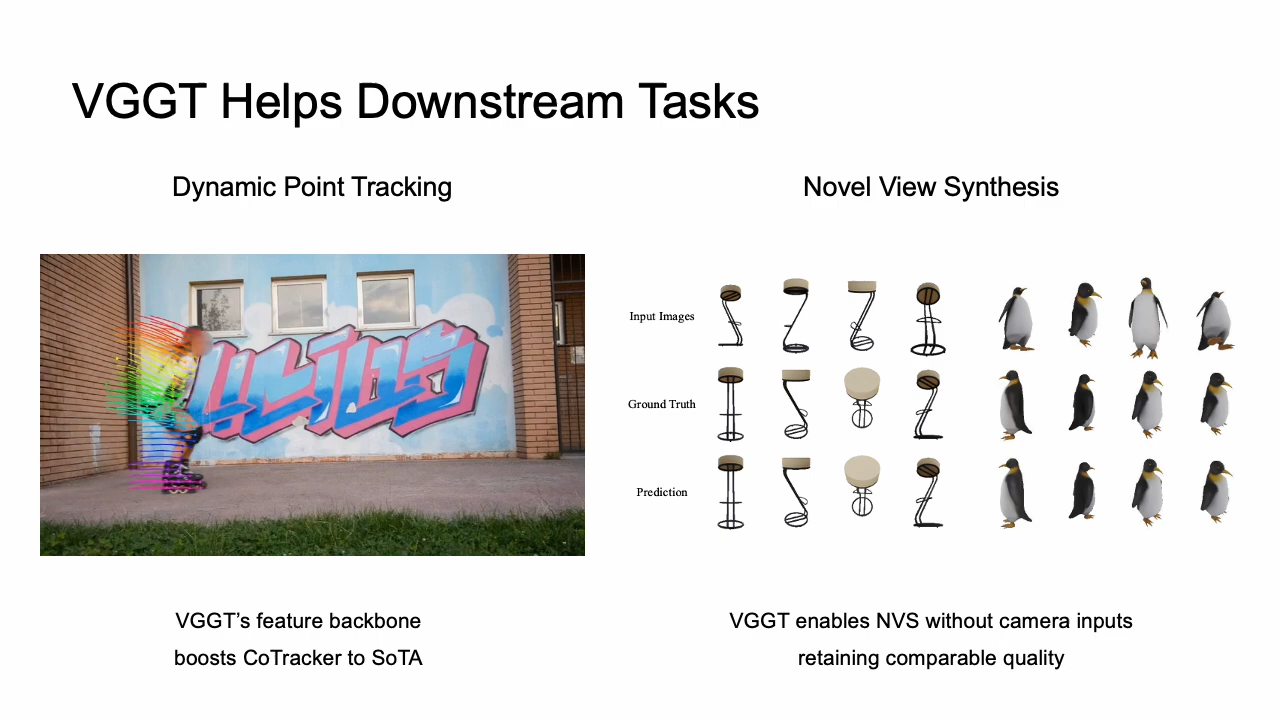 VGGT Helps Downstream Tasks
Dynamic Point Tracking
VGGT’s feature backbone
boosts CoTracker to SoTA
Novel View Synthesis
Input Images
Ground Truth
Prediction
VGGT enables NVS without camera inputs
retaining comparable quality